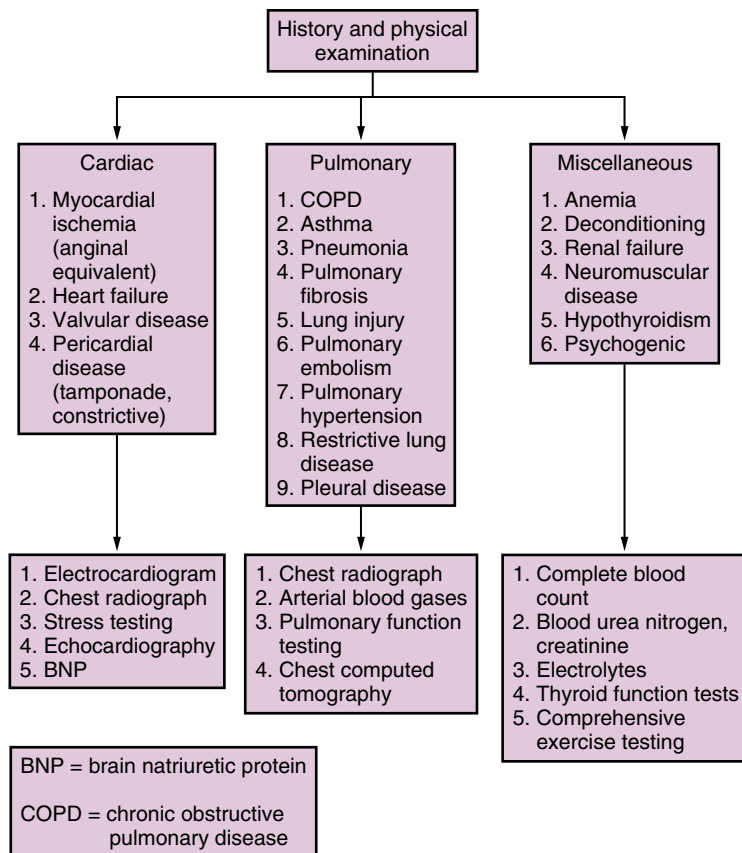 History and physical
examination
Cardiac
1. Myocardial
ischemia
(anginal
equivalent)
2. Heart failure
3. Valvular disease
4. Pericardial
disease
(tamponade,
constrictive)
Pulmonary
1. COPD
2. Asthma
3. Pneumonia
4. Pulmonary
fibrosis
5. Lung injury
6. Pulmonary
embolism
7. Pulmonary
hypertension
8. Restrictive lung
disease
9. Pleural disease
Miscellaneous
1. Anemia
2. Deconditioning
3. Renal failure
4. Neuromuscular
disease
5. Hypothyroidism
6. Psychogenic
1. Electrocardiogram
2. Chest radiograph
3. Stress testing
4. Echocardiography
5. BNP
1. Chest radiograph
2. Arterial blood gases
3. Pulmonary function
testing
4. Chest computed
tomography
1. Complete blood
count
2. Blood urea nitrogen,
creatinine
3. Electrolytes
4. Thyroid function tests
5. Comprehensive
exercise testing
BNP = brain natriuretic protein
COPD = chronic obstructive
pulmonary disease